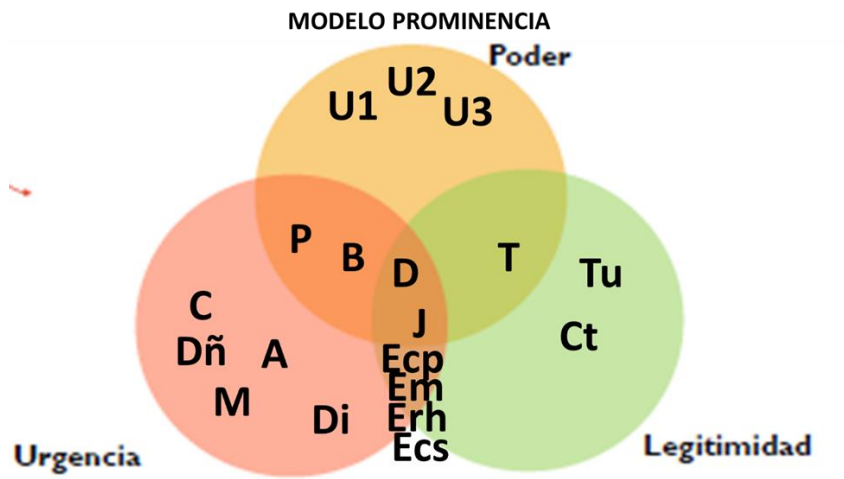 MODELO PROMINENCIA
Poder
U1 U2 U3
P B D T Tu
C J Ct
Dñ A Ecp
M Em
Di Erh
Ecs
Urgencia Legitimidad